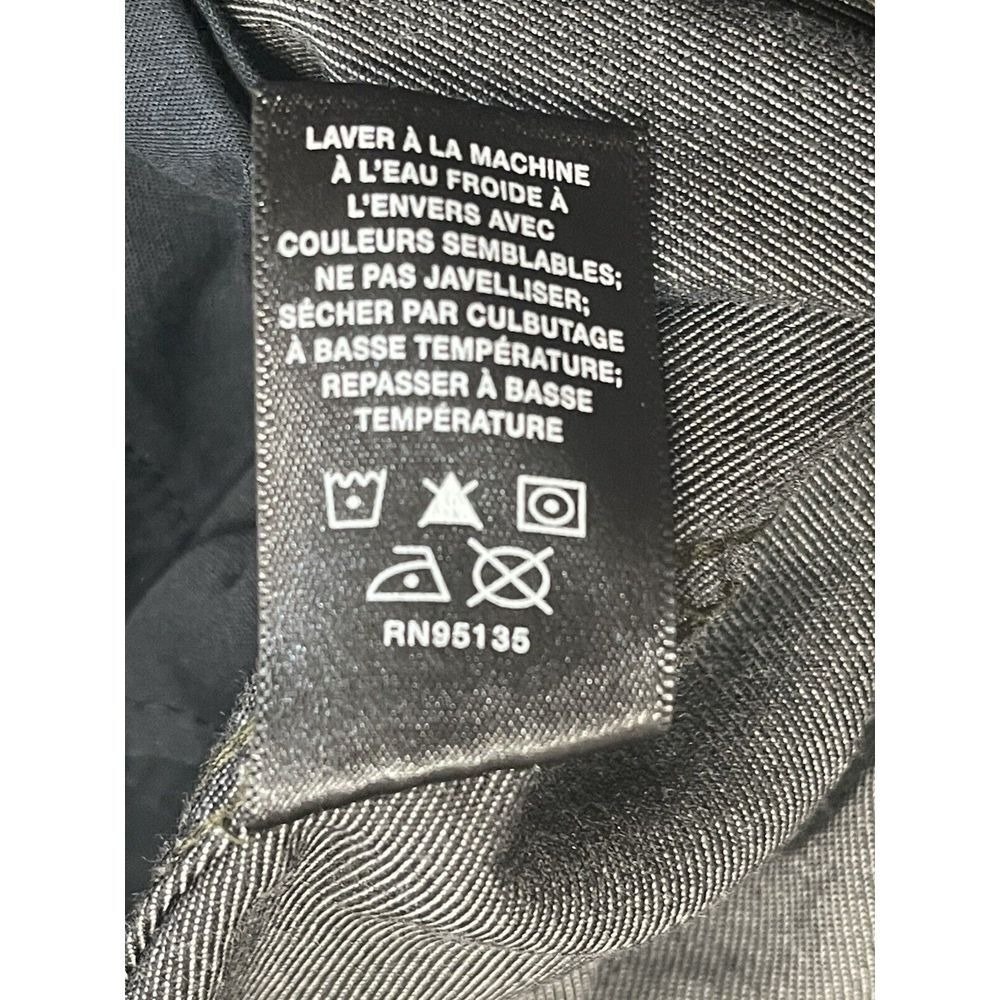 LAVER À LA MACHINE
À L'EAU FROIDE À
L'ENVERS AVEC
COULEURS SEMBLABLES;
NE PAS JAVELLISER;
SÉCHER PAR CULBUTAGE
À BASSE TEMPÉRATURE;
REPASSER À BASSE
TEMPÉRATURE
RN95135